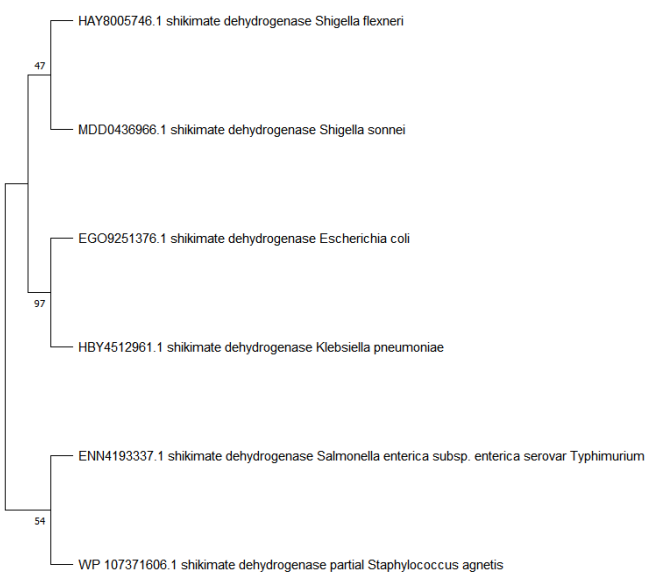 HAY8005746.1 shikimate dehydrogenase Shigella flexneri
47
MDD0436966.1 shikimate dehydrogenase Shigella sonnei
EGO9251376.1 shikimate dehydrogenase Escherichia coli
97
HBY4512961.1 shikimate dehydrogenase Klebsiella pneumoniae
ENN4193337.1 shikimate dehydrogenase Salmonella enterica subsp. enterica serovar Typhimurium
54
WP 107371606.1 shikimate dehydrogenase partial Staphylococcus agnetis